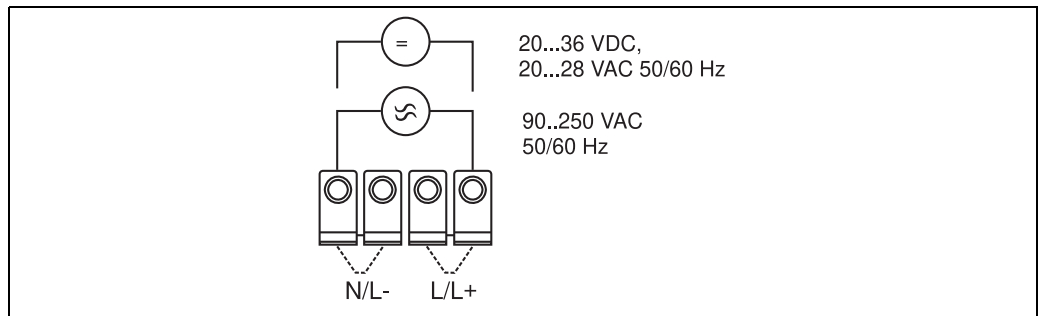 =
20...36 VDC,
20...28 VAC 50/60 Hz
90..250 VAC
50/60 Hz
N/L- L/L+